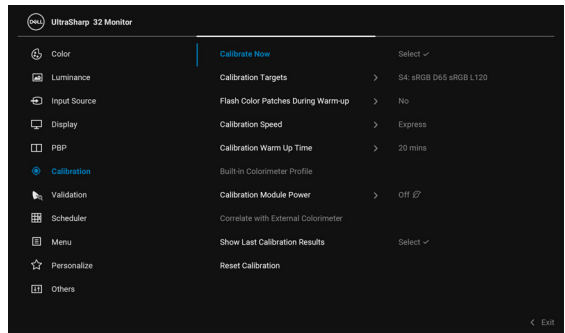 DELL UltraSharp 32 Monitor
Color
Luminance
Input Source
Display
PBP
Calibration
Validation
Scheduler
Menu
Personalize
Others
Calibrate Now Select
Calibration Targets > S4: sRGB D65 sRGB L120
Flash Color Patches During Warm-up > No
Calibration Speed > Express
Calibration Warm Up Time > 20 mins
Built-in Colorimeter Profile
Calibration Module Power > Off
Correlate with External Colorimeter
Show Last Calibration Results Select
Reset Calibration
< Exit